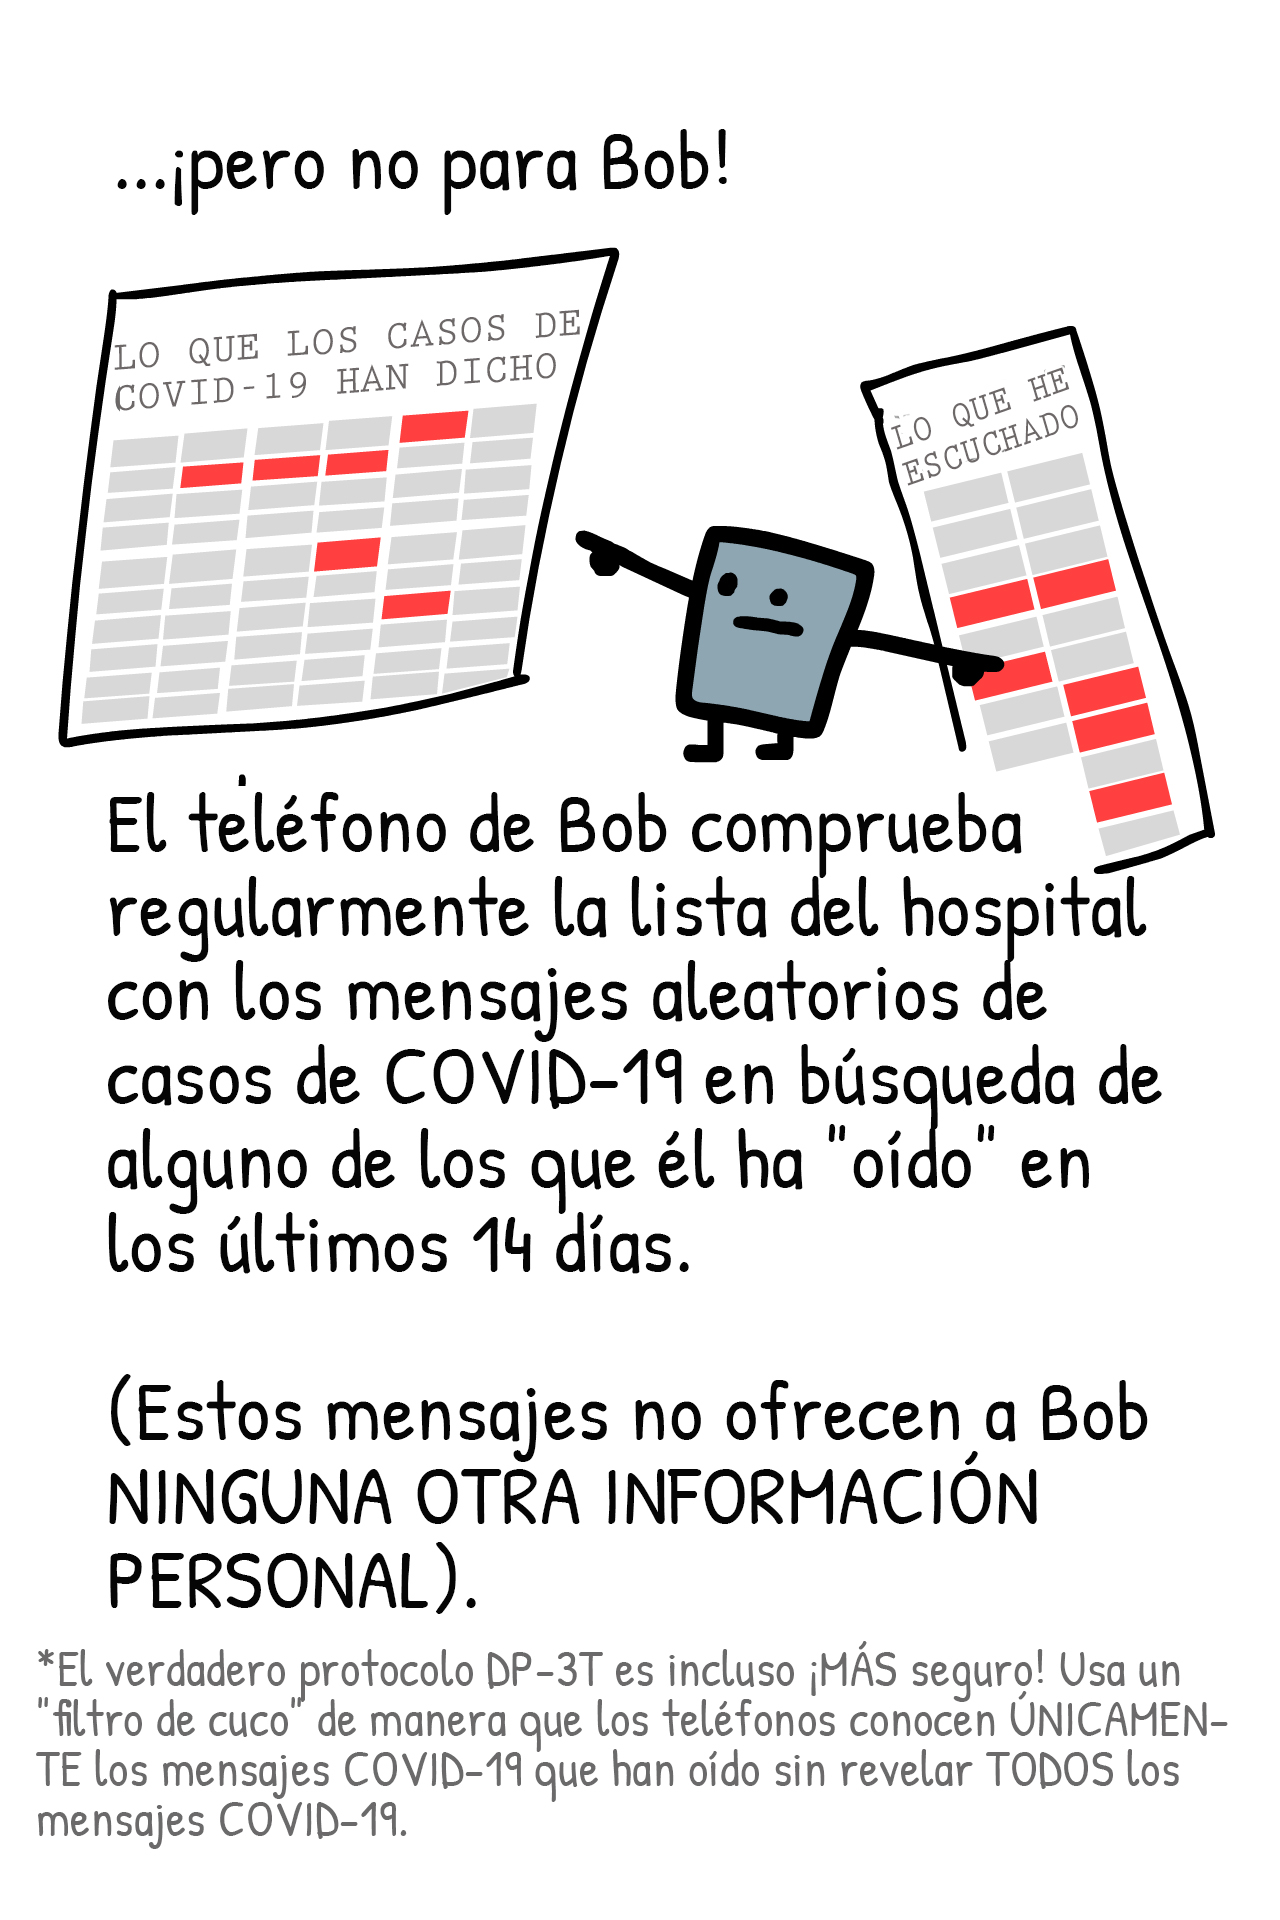 ...¡pero no para Bob!
LO QUE LOS CASOS DE
COVID-19 HAN DICHO
LO QUE HE
ESCUCHADO
El teléfono de Bob comprueba
regularmente la lista del hospital
con los mensajes aleatorios de
casos de COVID-19 en búsqueda de
alguno de los que él ha "oído" en
los últimos 14 días.
(Estos mensajes no ofrecen a Bob
NINGUNA OTRA INFORMACIÓN
PERSONAL).
*El verdadero protocolo DP-3T es incluso ¡MÁS seguro! Usa un
"filtro de cuco" de manera que los teléfonos conocen ÚNICAMEN-
TE los mensajes COVID-19 que han oído sin revelar TODOS los
mensajes COVID-19.